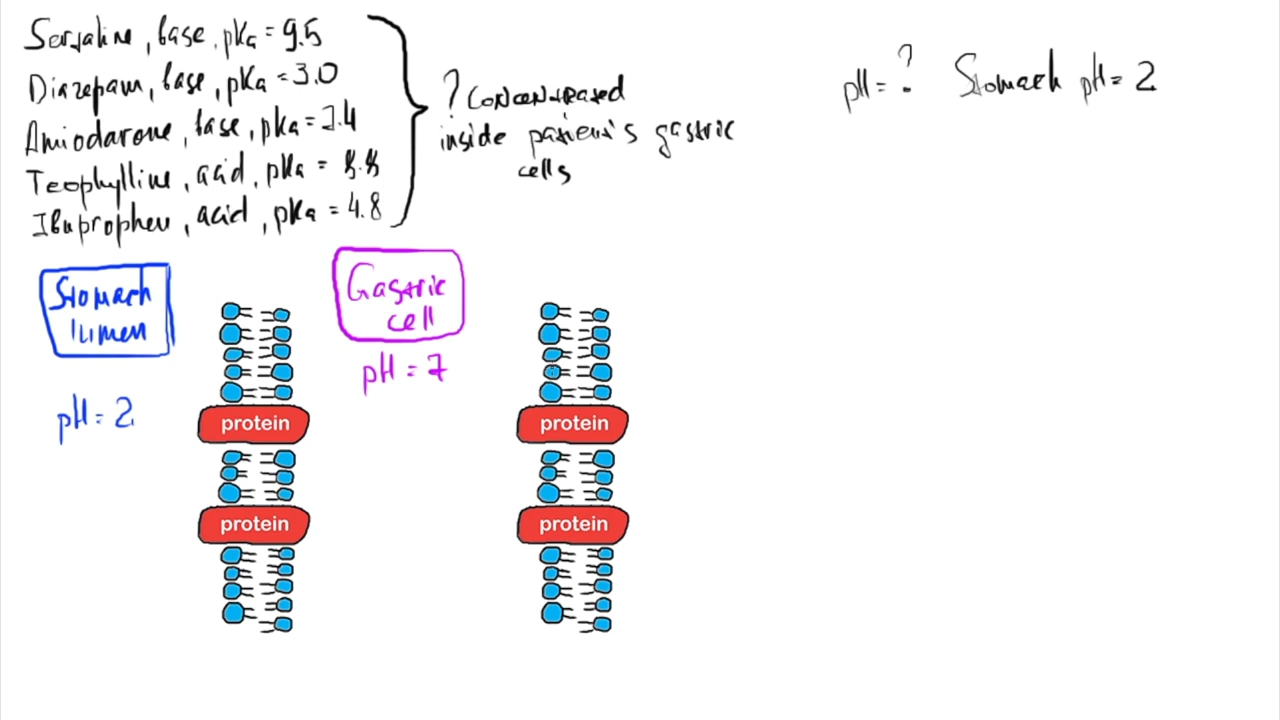 Sertraline, base, pKa = 9.5
Diazepam, base, pKa = 3.0
Amiodarone, base, pKa = 7.4
Teophylline, acid, pKa = 8.8
Ibuprophen, acid, pKa = 4.8
? concentrated
inside patient's gastric
cells
pH = ? Stomach pH = 2
Stomach
lumen
pH = 2
Gastric
cell
pH = 7
protein
protein
protein
protein